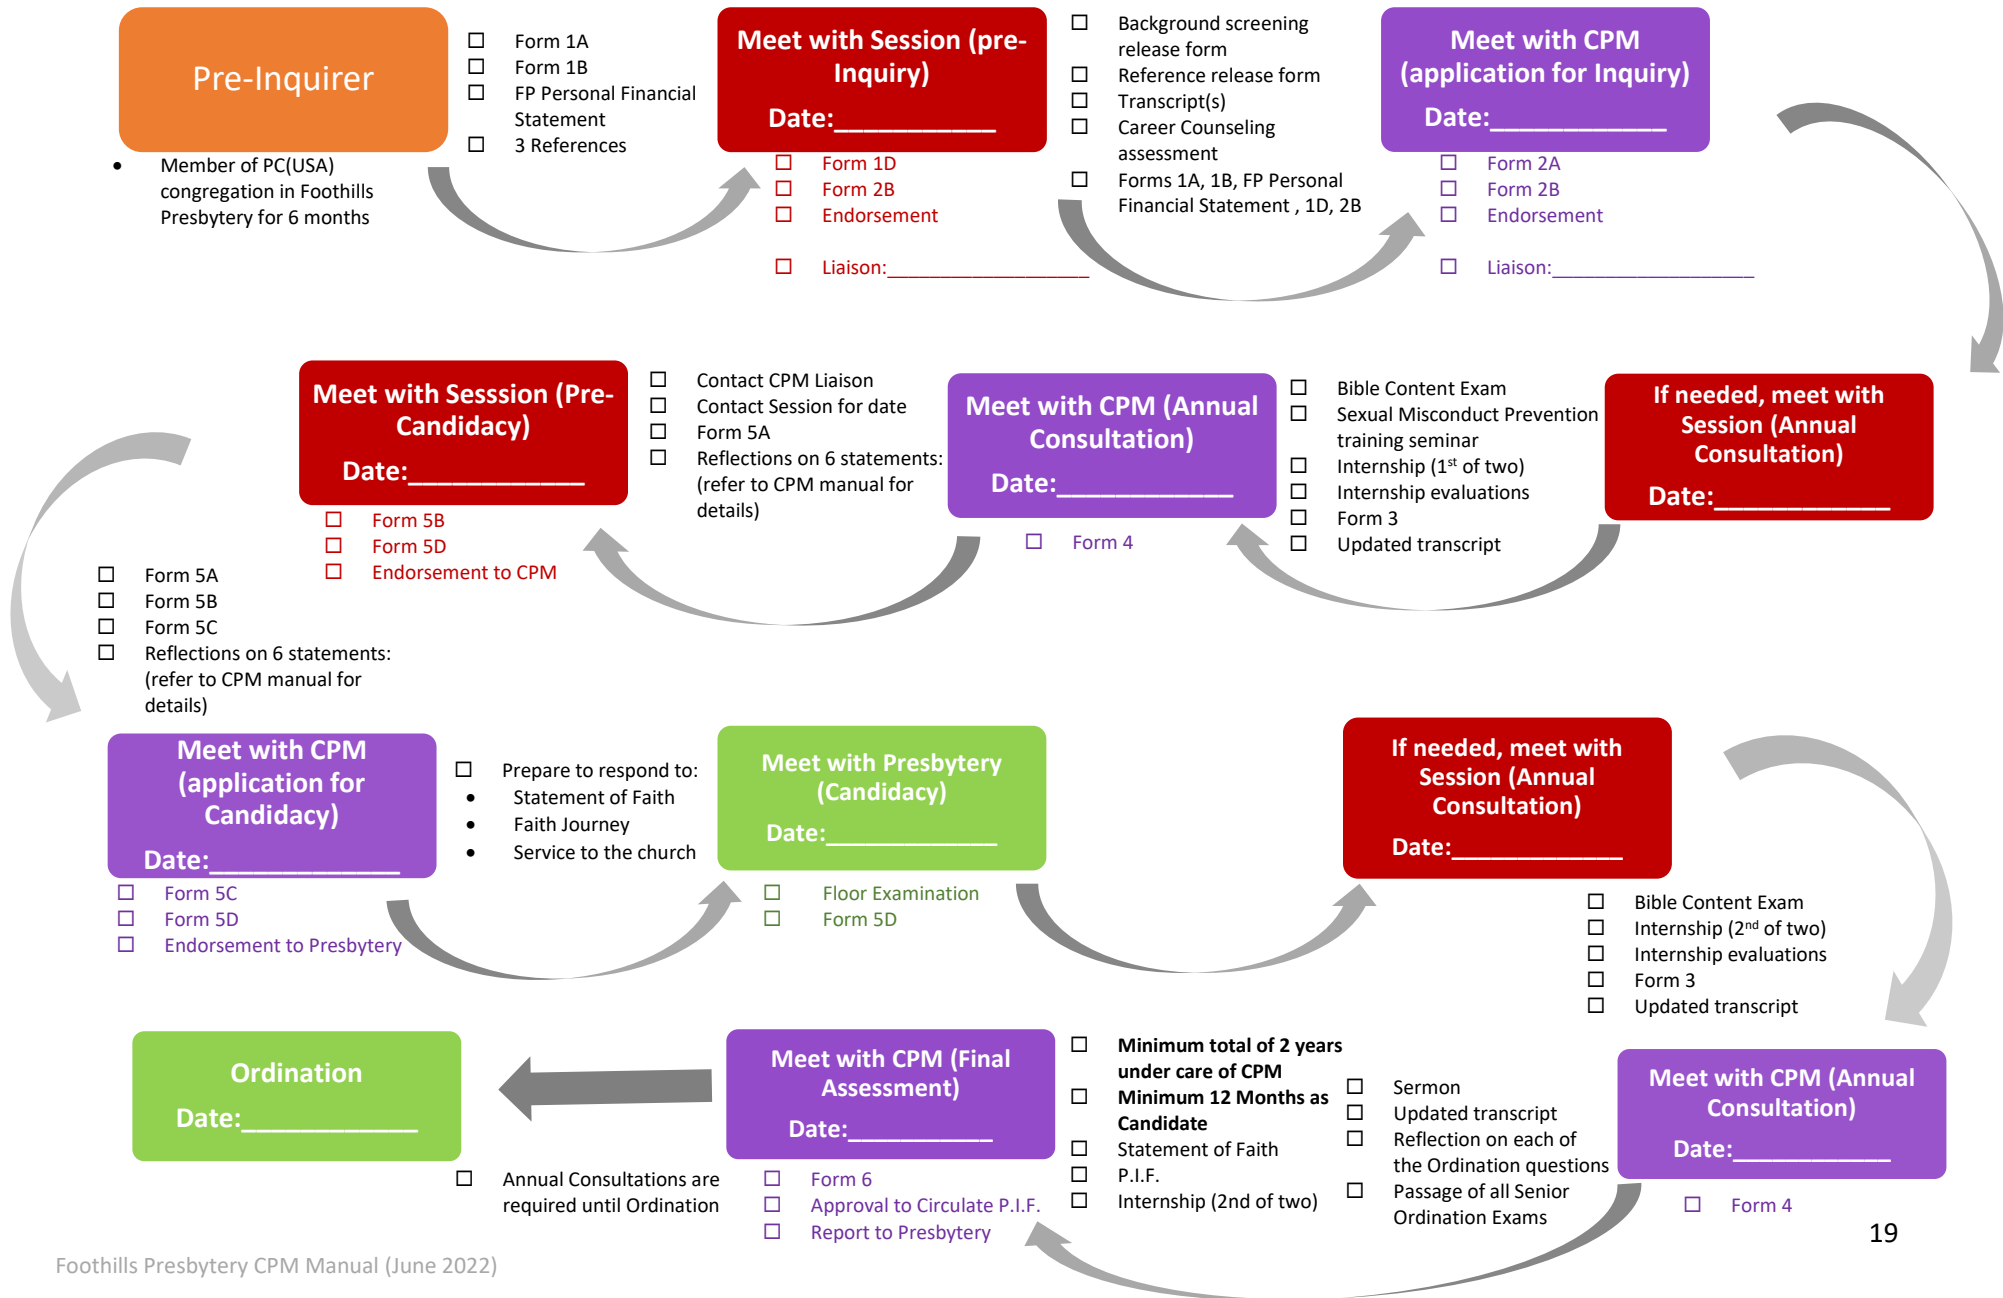 Pre-Inquirer
• Member of PC(USA)
congregation in Foothills
Presbytery for 6 months
☐ Form 1A
☐ Form 1B
☐ FP Personal Financial
Statement
☐ 3 References
Meet with Session (pre-
Inquiry)
Date:___________
☐ Form 1D
☐ Form 2B
☐ Endorsement
☐ Liaison:___________________
☐ Background screening
release form
☐ Reference release form
☐ Transcript(s)
☐ Career Counseling
assessment
☐ Forms 1A, 1B, FP Personal
Financial Statement , 1D, 2B
Meet with CPM
(application for Inquiry)
Date:____________
☐ Form 2A
☐ Form 2B
☐ Endorsement
☐ Liaison:___________________
If needed, meet with
Session (Annual
Consultation)
Date:____________
☐ Bible Content Exam
☐ Sexual Misconduct Prevention
training seminar
☐ Internship (1st of two)
☐ Internship evaluations
☐ Form 3
☐ Updated transcript
Meet with CPM (Annual
Consultation)
Date:____________
☐ Form 4
☐ Contact CPM Liaison
☐ Contact Session for date
☐ Form 5A
☐ Reflections on 6 statements:
(refer to CPM manual for
details)
Meet with Sesssion (Pre-
Candidacy)
Date:____________
☐ Form 5B
☐ Form 5D
☐ Endorsement to CPM
☐ Form 5A
☐ Form 5B
☐ Form 5C
☐ Reflections on 6 statements:
(refer to CPM manual for
details)
Meet with CPM
(application for
Candidacy)
Date:_____________
☐ Form 5C
☐ Form 5D
☐ Endorsement to Presbytery
☐ Prepare to respond to:
• Statement of Faith
• Faith Journey
• Service to the church
Meet with Presbytery
(Candidacy)
Date:_____________
☐ Floor Examination
☐ Form 5D
If needed, meet with
Session (Annual
Consultation)
Date:_____________
☐ Bible Content Exam
☐ Internship (2nd of two)
☐ Internship evaluations
☐ Form 3
☐ Updated transcript
Meet with CPM (Annual
Consultation)
Date:____________
☐ Form 4
☐ Sermon
☐ Updated transcript
☐ Reflection on each of
the Ordination questions
☐ Passage of all Senior
Ordination Exams
☐ Minimum total of 2 years
under care of CPM
☐ Minimum 12 Months as
Candidate
☐ Statement of Faith
☐ P.I.F.
☐ Internship (2nd of two)
Meet with CPM (Final
Assessment)
Date:___________
☐ Form 6
☐ Approval to Circulate P.I.F.
☐ Report to Presbytery
Ordination
Date:____________
☐ Annual Consultations are
required until Ordination
19
Foothills Presbytery CPM Manual (June 2022)